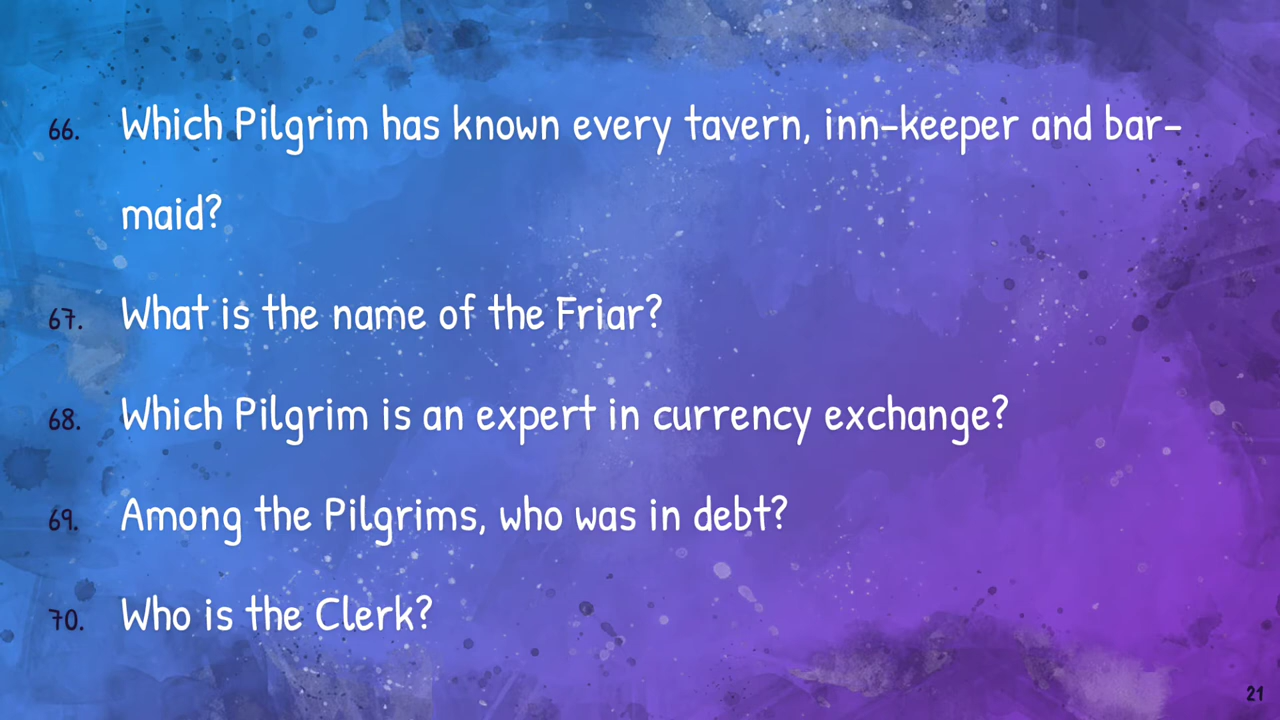 66. Which Pilgrim has known every tavern, inn-keeper and bar-
maid?
67. What is the name of the Friar?
68. Which Pilgrim is an expert in currency exchange?
69. Among the Pilgrims, who was in debt?
70. Who is the Clerk?
21